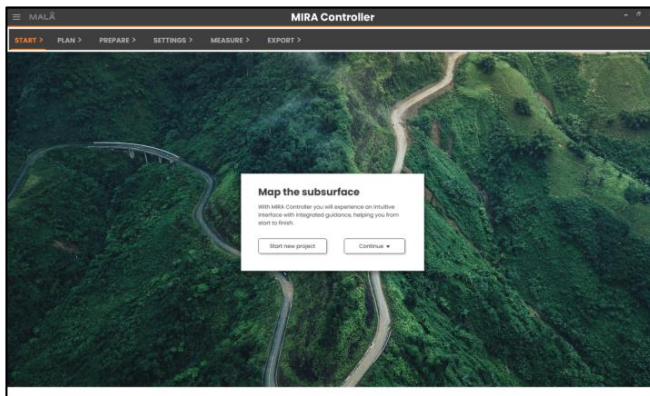 MALÅ
MIRA Controller
START > PLAN > PREPARE > SETTINGS > MEASURE > EXPORT >
Map the subsurface
With MIRA Controller you will experience an intuitive
interface with integrated guidance, helping you from
start to finish.
Start new project Continue